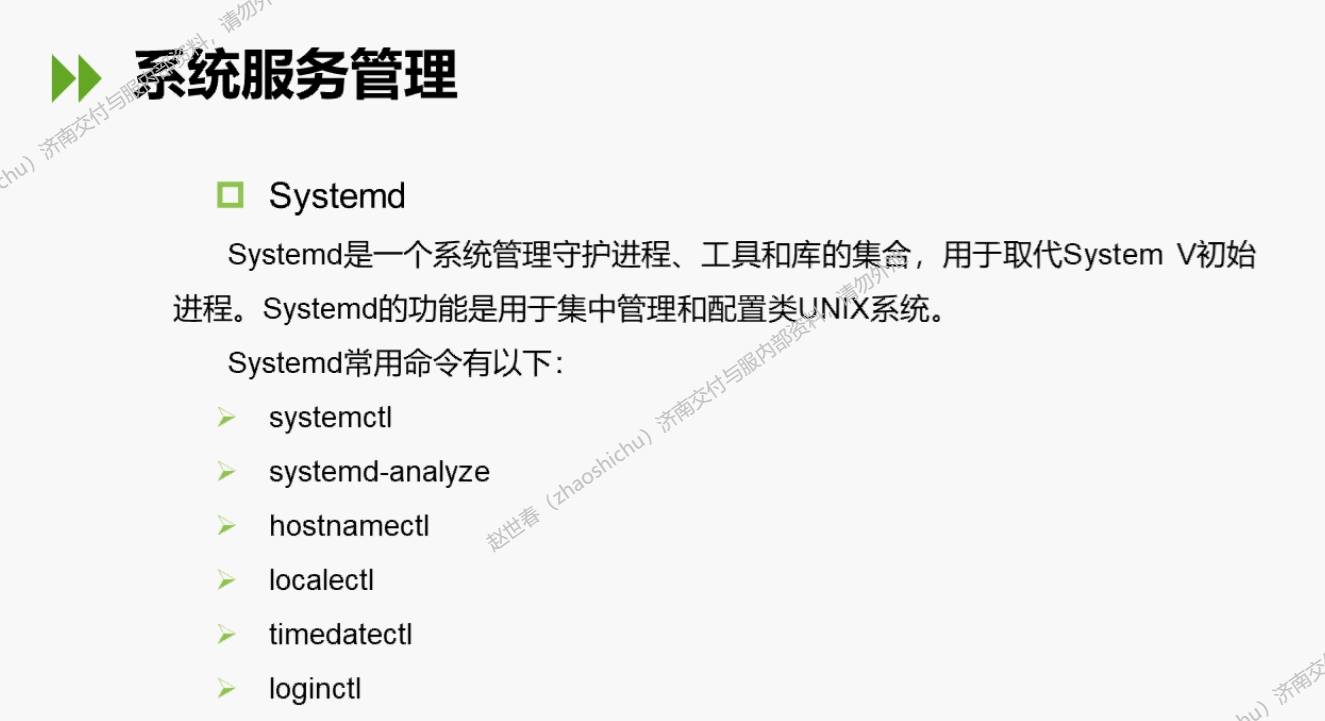 系统服务管理
Systemd
Systemd是一个系统管理守护进程、工具和库的集合，用于取代System V初始
进程。Systemd的功能是用于集中管理和配置类UNIX系统。
Systemd常用命令有以下：
systemctl
systemd-analyze
hostnamectl
localectl
timedatectl
loginctl
chu）济南交付与服内部资料，请勿外
赵世春（zhaoshichu）济南交付与服内部资料，请勿外
hu）济南交